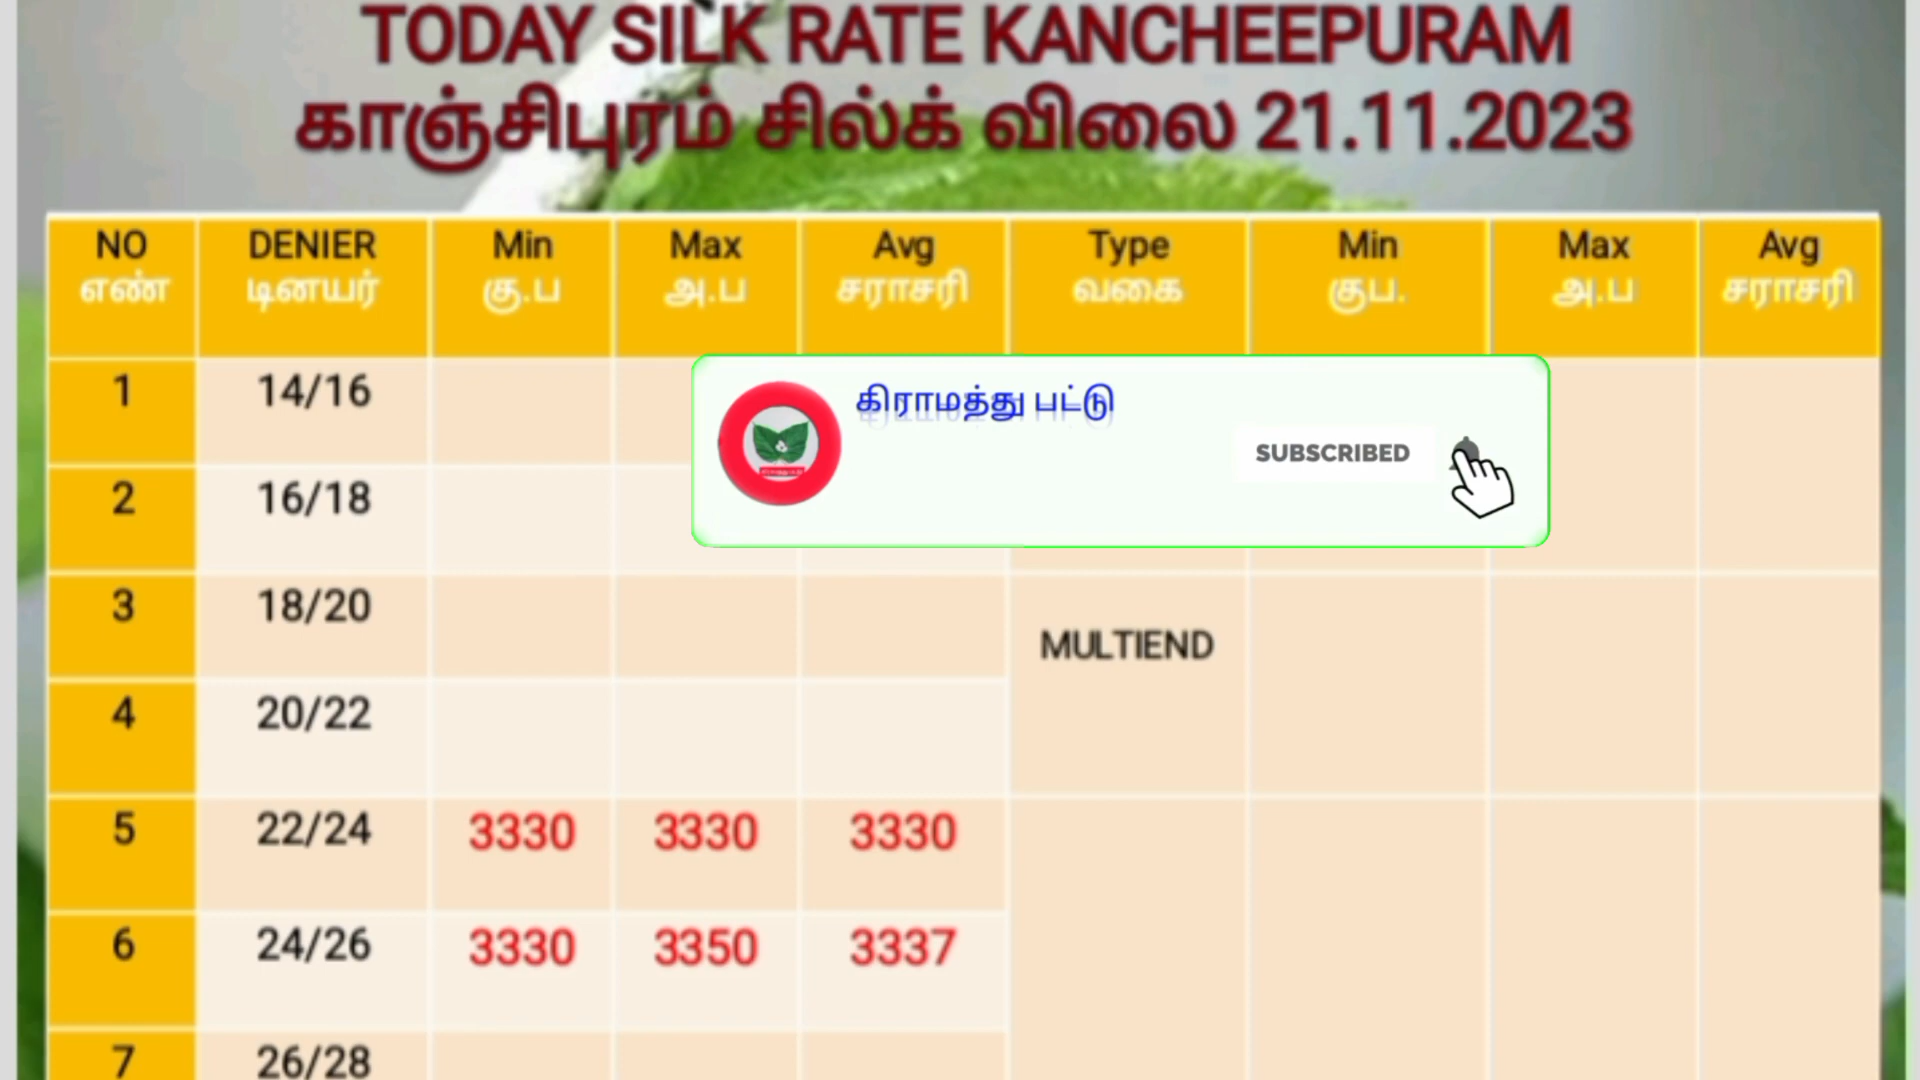 TODAY SILK RATE KANCHEEPURAM
காஞ்சிபுரம் சில்க் விலை 21.11.2023
NO DENIER Min Max Avg Type Min Max Avg
எண் டினயர் கு.ப அ.ப சராசரி வகை குப. அ.ப சராசரி
1 14/16
கிராமத்து பட்டு
SUBSCRIBED
2 16/18
3 18/20
MULTIEND
4 20/22
5 22/24 3330 3330 3330
6 24/26 3330 3350 3337
7 26/28